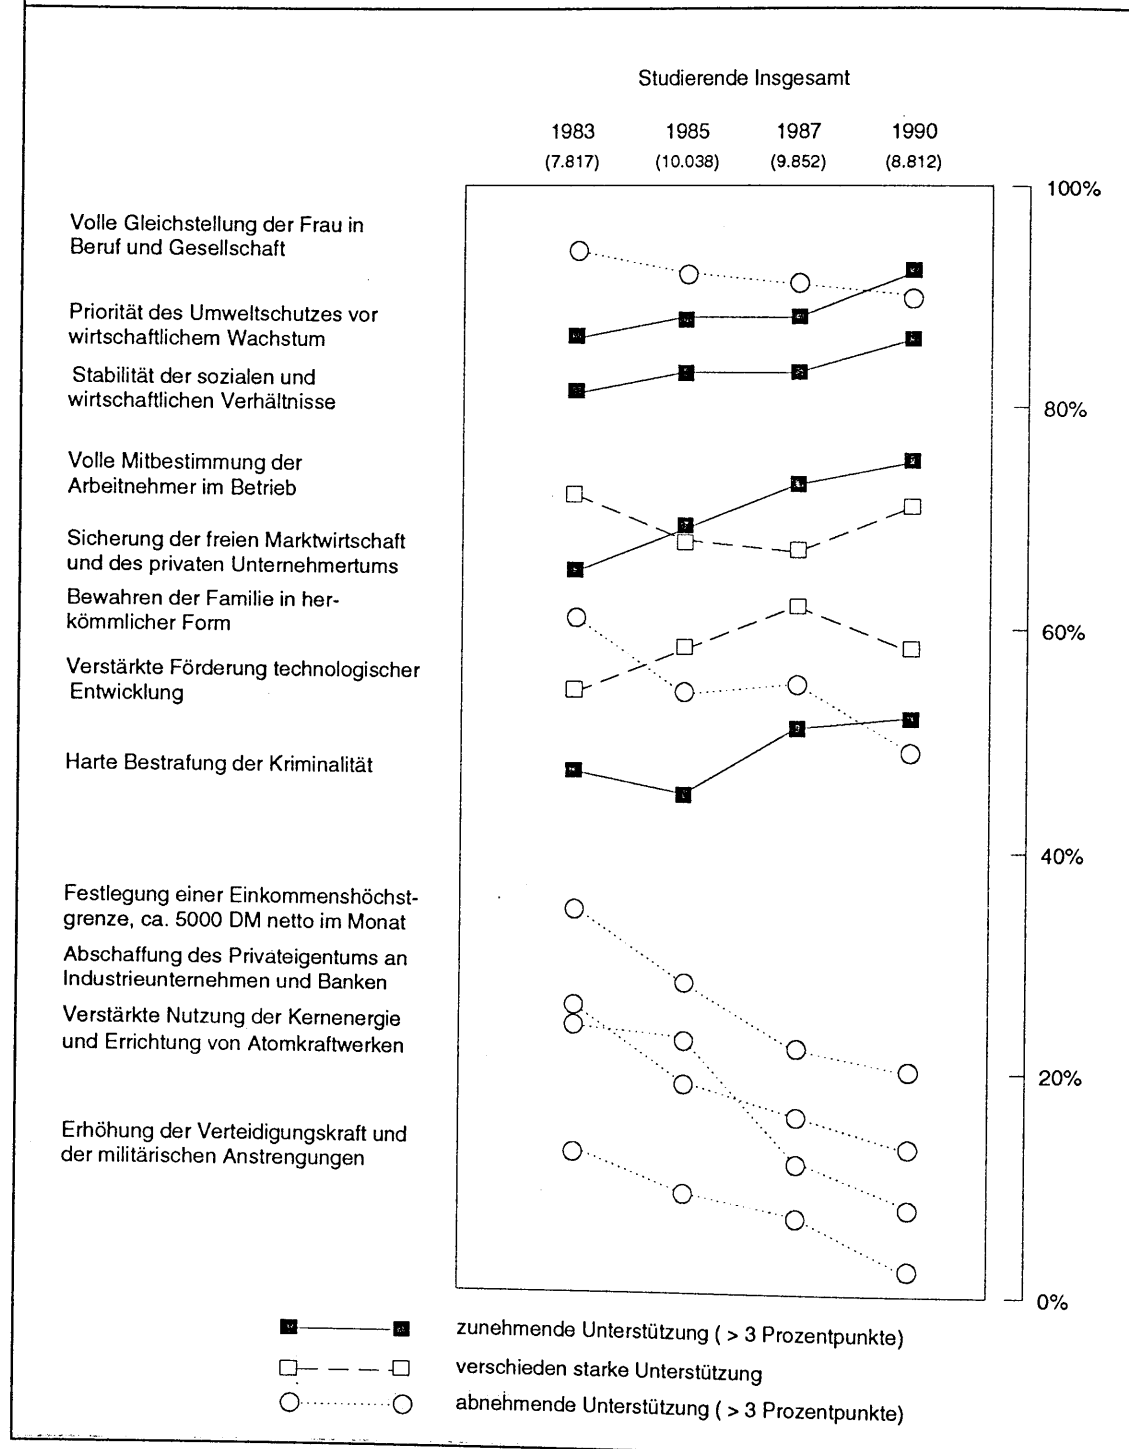 Studierende Insgesamt
1983 1985 1987 1990
(7.817) (10.038) (9.852) (8.812)
100%
Volle Gleichstellung der Frau in
Beruf und Gesellschaft
Priorität des Umweltschutzes vor
wirtschaftlichem Wachstum
Stabilität der sozialen und
wirtschaftlichen Verhältnisse
80%
Volle Mitbestimmung der
Arbeitnehmer im Betrieb
Sicherung der freien Marktwirtschaft
und des privaten Unternehmertums
Bewahren der Familie in her-
kömmlicher Form
60%
Verstärkte Förderung technologischer
Entwicklung
Harte Bestrafung der Kriminalität
40%
Festlegung einer Einkommenshöchst-
grenze, ca. 5000 DM netto im Monat
Abschaffung des Privateigentums an
Industrieunternehmen und Banken
Verstärkte Nutzung der Kernenergie
und Errichtung von Atomkraftwerken
20%
Erhöhung der Verteidigungskraft und
der militärischen Anstrengungen
0%
zunehmende Unterstützung ( > 3 Prozentpunkte)
verschieden starke Unterstützung
abnehmende Unterstützung ( > 3 Prozentpunkte)